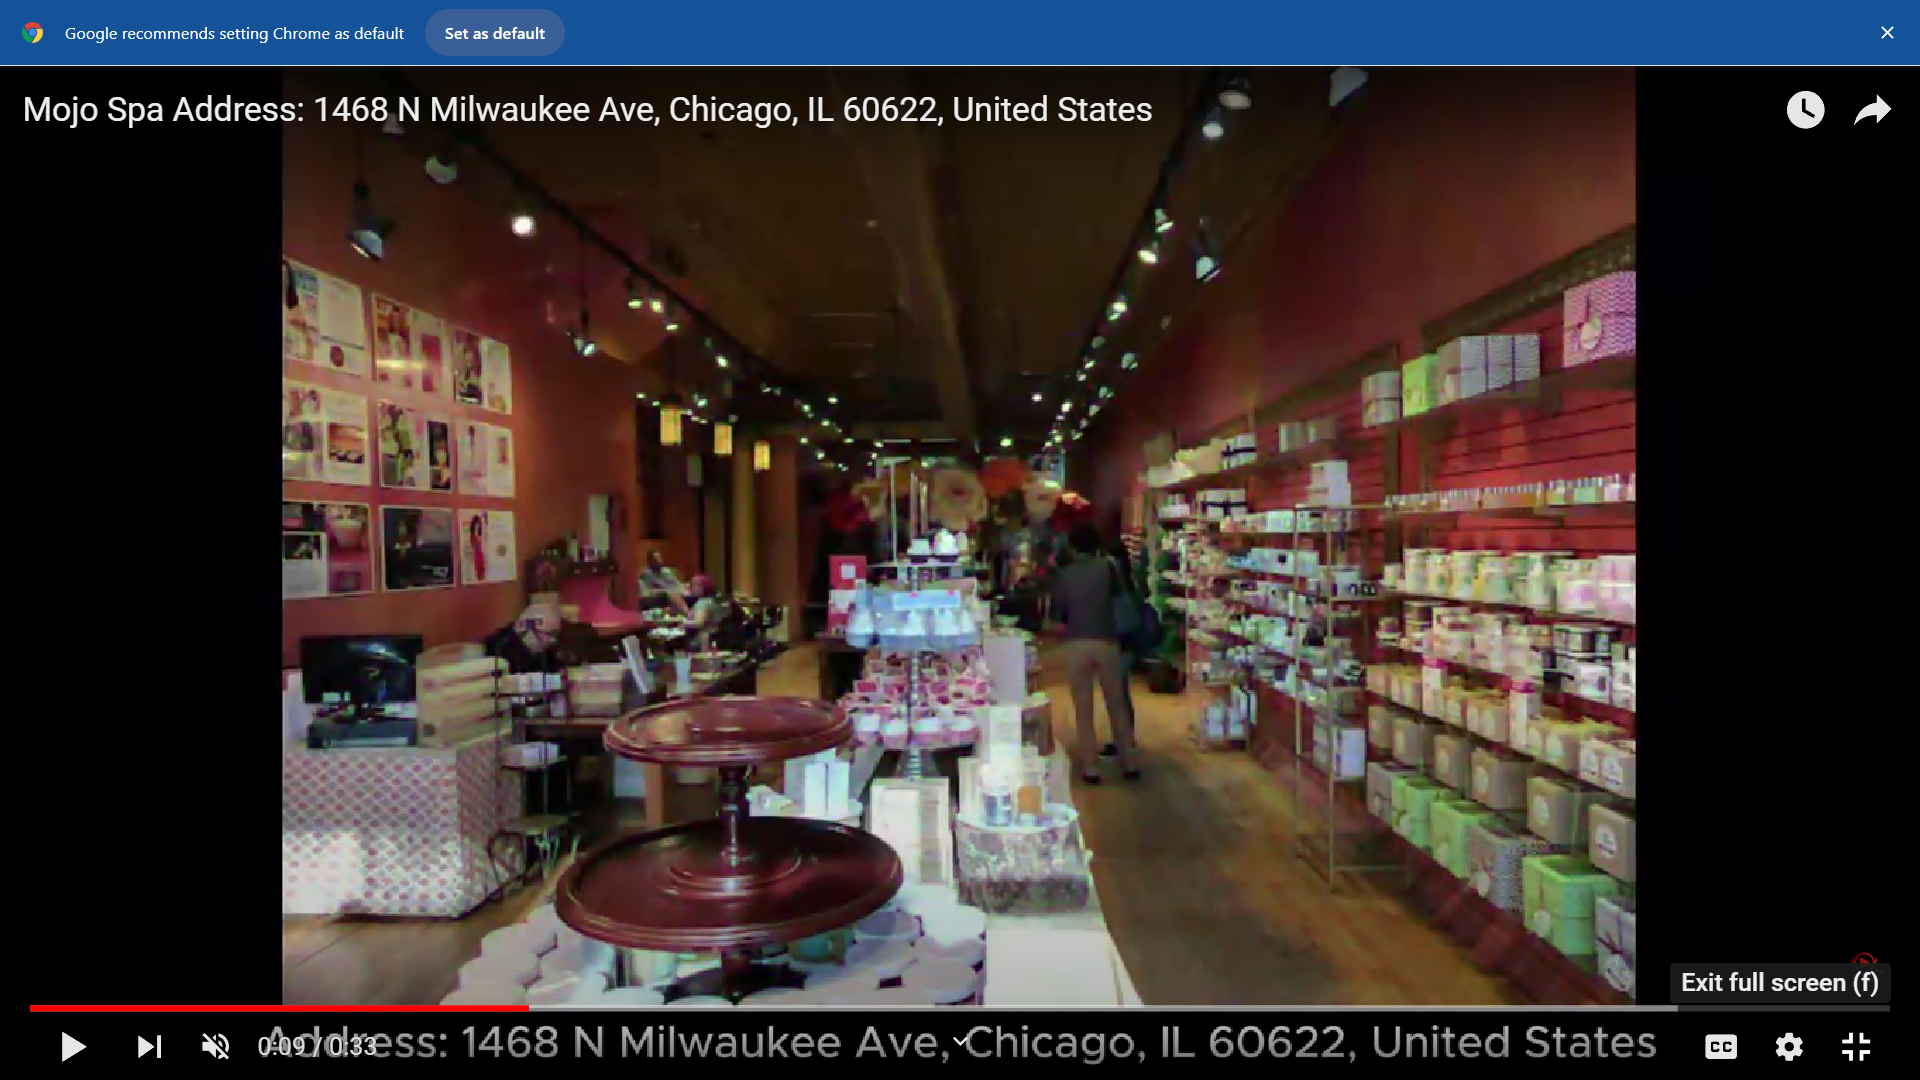 Google recommends setting Chrome as default
Set as default
Mojo Spa Address: 1468 N Milwaukee Ave, Chicago, IL 60622, United States
Exit full screen (f)
Address: 1468 N Milwaukee Ave, Chicago, IL 60622, United States
0:09 / 0:33
CC